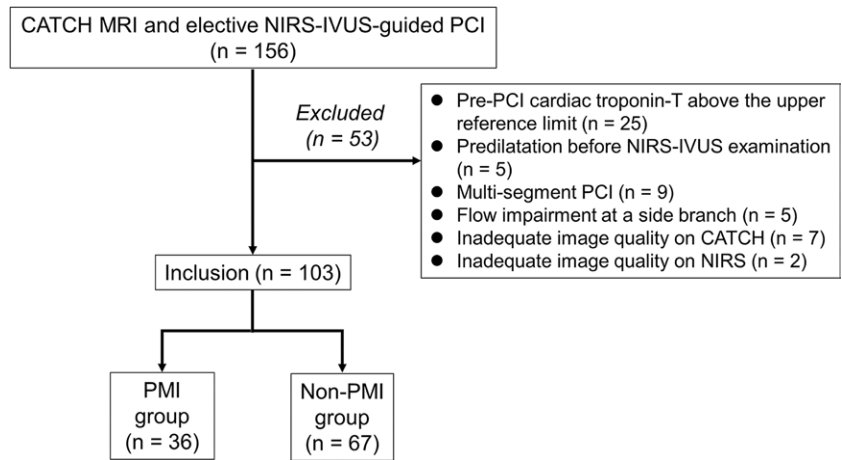 CATCH MRI and elective NIRS-IVUS-guided PCI
(n = 156)
Excluded
(n = 53)
● Pre-PCI cardiac troponin-T above the upper
reference limit (n = 25)
● Predilatation before NIRS-IVUS examination
(n = 5)
● Multi-segment PCI (n = 9)
● Flow impairment at a side branch (n = 5)
● Inadequate image quality on CATCH (n = 7)
● Inadequate image quality on NIRS (n = 2)
Inclusion (n = 103)
PMI
group
(n = 36)
Non-PMI
group
(n = 67)